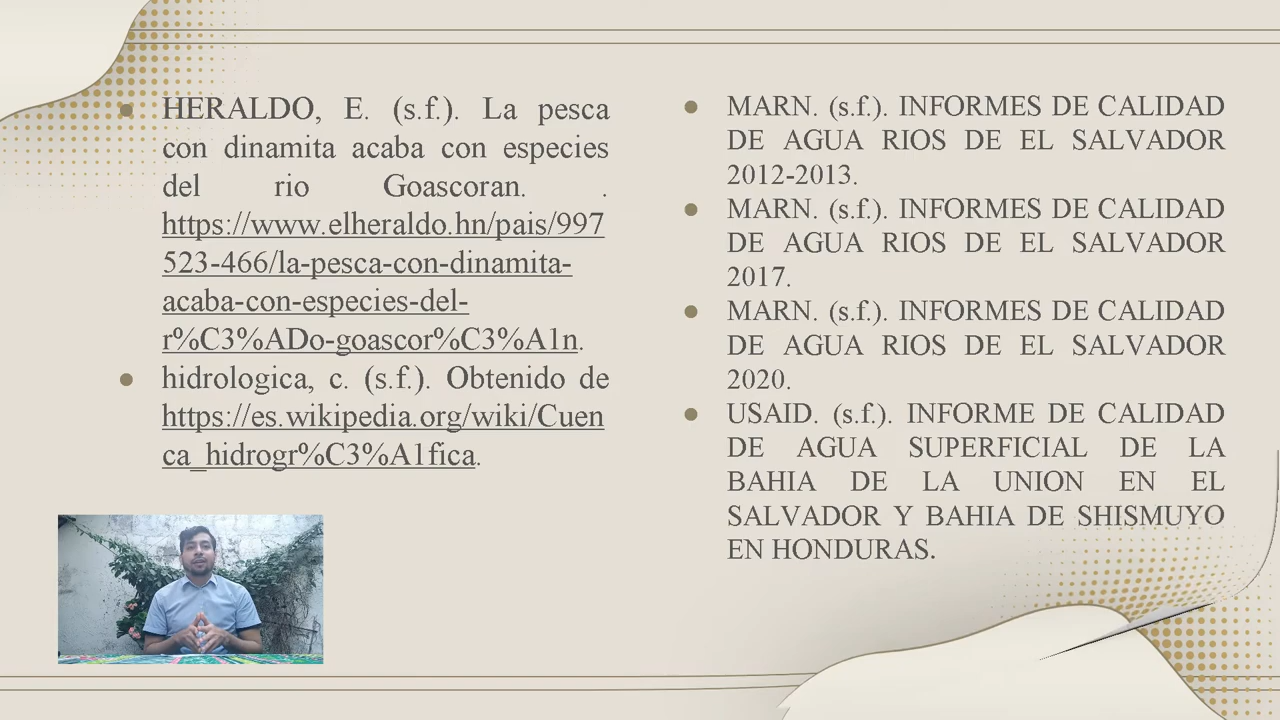 HERALDO, E. (s.f.). La pesca
con dinamita acaba con especies
del rio Goascoran. .
https://www.elheraldo.hn/pais/997
523-466/la-pesca-con-dinamita-
acaba-con-especies-del-
r%C3%ADo-goascor%C3%A1n.
hidrologica, c. (s.f.). Obtenido de
https://es.wikipedia.org/wiki/Cuen
ca_hidrogr%C3%A1fica.
MARN. (s.f.). INFORMES DE CALIDAD
DE AGUA RIOS DE EL SALVADOR
2012-2013.
MARN. (s.f.). INFORMES DE CALIDAD
DE AGUA RIOS DE EL SALVADOR
2017.
MARN. (s.f.). INFORMES DE CALIDAD
DE AGUA RIOS DE EL SALVADOR
2020.
USAID. (s.f.). INFORME DE CALIDAD
DE AGUA SUPERFICIAL DE LA
BAHIA DE LA UNION EN EL
SALVADOR Y BAHIA DE SHISMUYO
EN HONDURAS.